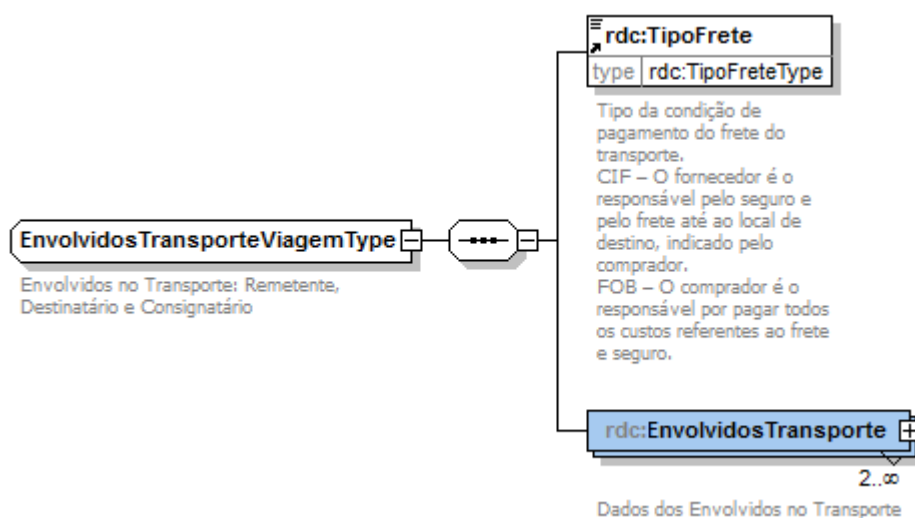 rdc:TipoFrete
type rdc:TipoFreteType
Tipo da condição de
pagamento do frete do
transporte.
CIF – O fornecedor é o
responsável pelo seguro e
pelo frete até ao local de
destino, indicado pelo
comprador.
FOB – O comprador é o
responsável por pagar todos
os custos referentes ao frete
e seguro.
EnvolvidosTransporteViagemType
Envolvidos no Transporte: Remetente,
Destinatário e Consignatário
rdc:EnvolvidosTransporte
2..∞
Dados dos Envolvidos no Transporte